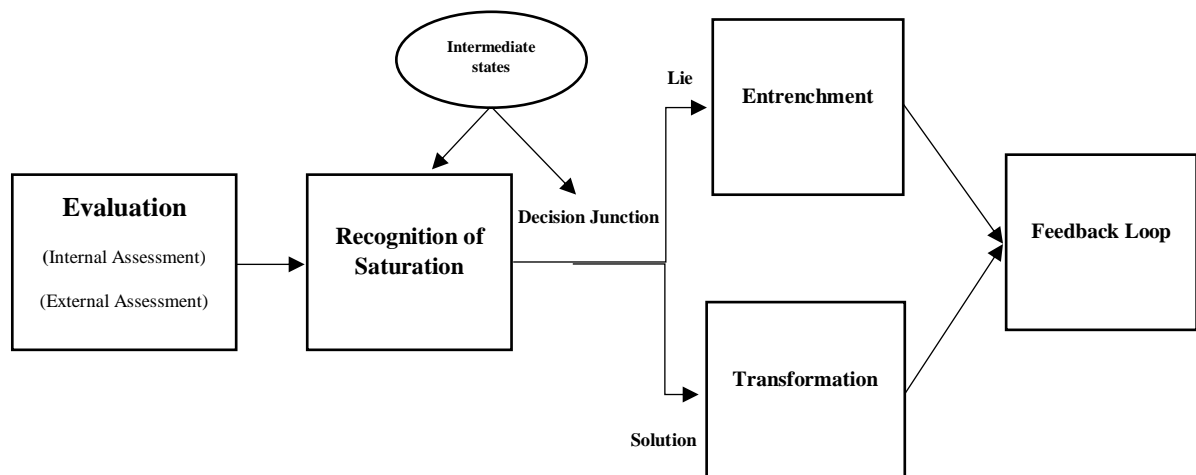 Intermediate
states
Lie
Entrenchment
Evaluation
(Internal Assessment)
(External Assessment)
Recognition of
Saturation
Decision Junction
Feedback Loop
Transformation
Solution